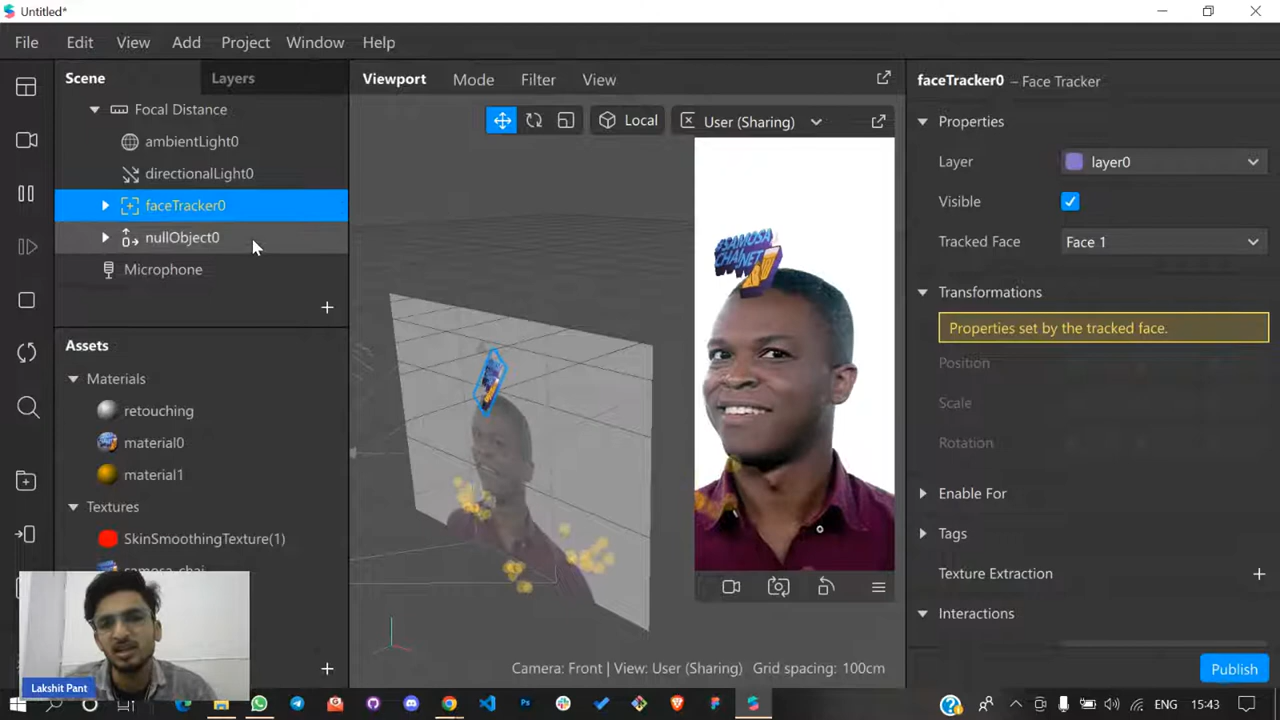 Untitled*
File Edit View Add Project Window Help
Scene Layers
Focal Distance
ambientLight0
directionalLight0
faceTracker0
nullObject0
Microphone
Assets
Materials
retouching
material0
material1
Textures
SkinSmoothingTexture(1)
samosa_chai
Lakshit Pant
Viewport Mode Filter View
Local
User (Sharing)
#SAMOSA
CHAINET
Camera: Front | View: User (Sharing) Grid spacing: 100cm
faceTracker0 – Face Tracker
Properties
Layer layer0
Visible
Tracked Face Face 1
Transformations
Properties set by the tracked face.
Position
Scale
Rotation
Enable For
Tags
Texture Extraction
Interactions
Publish
ENG 15:43